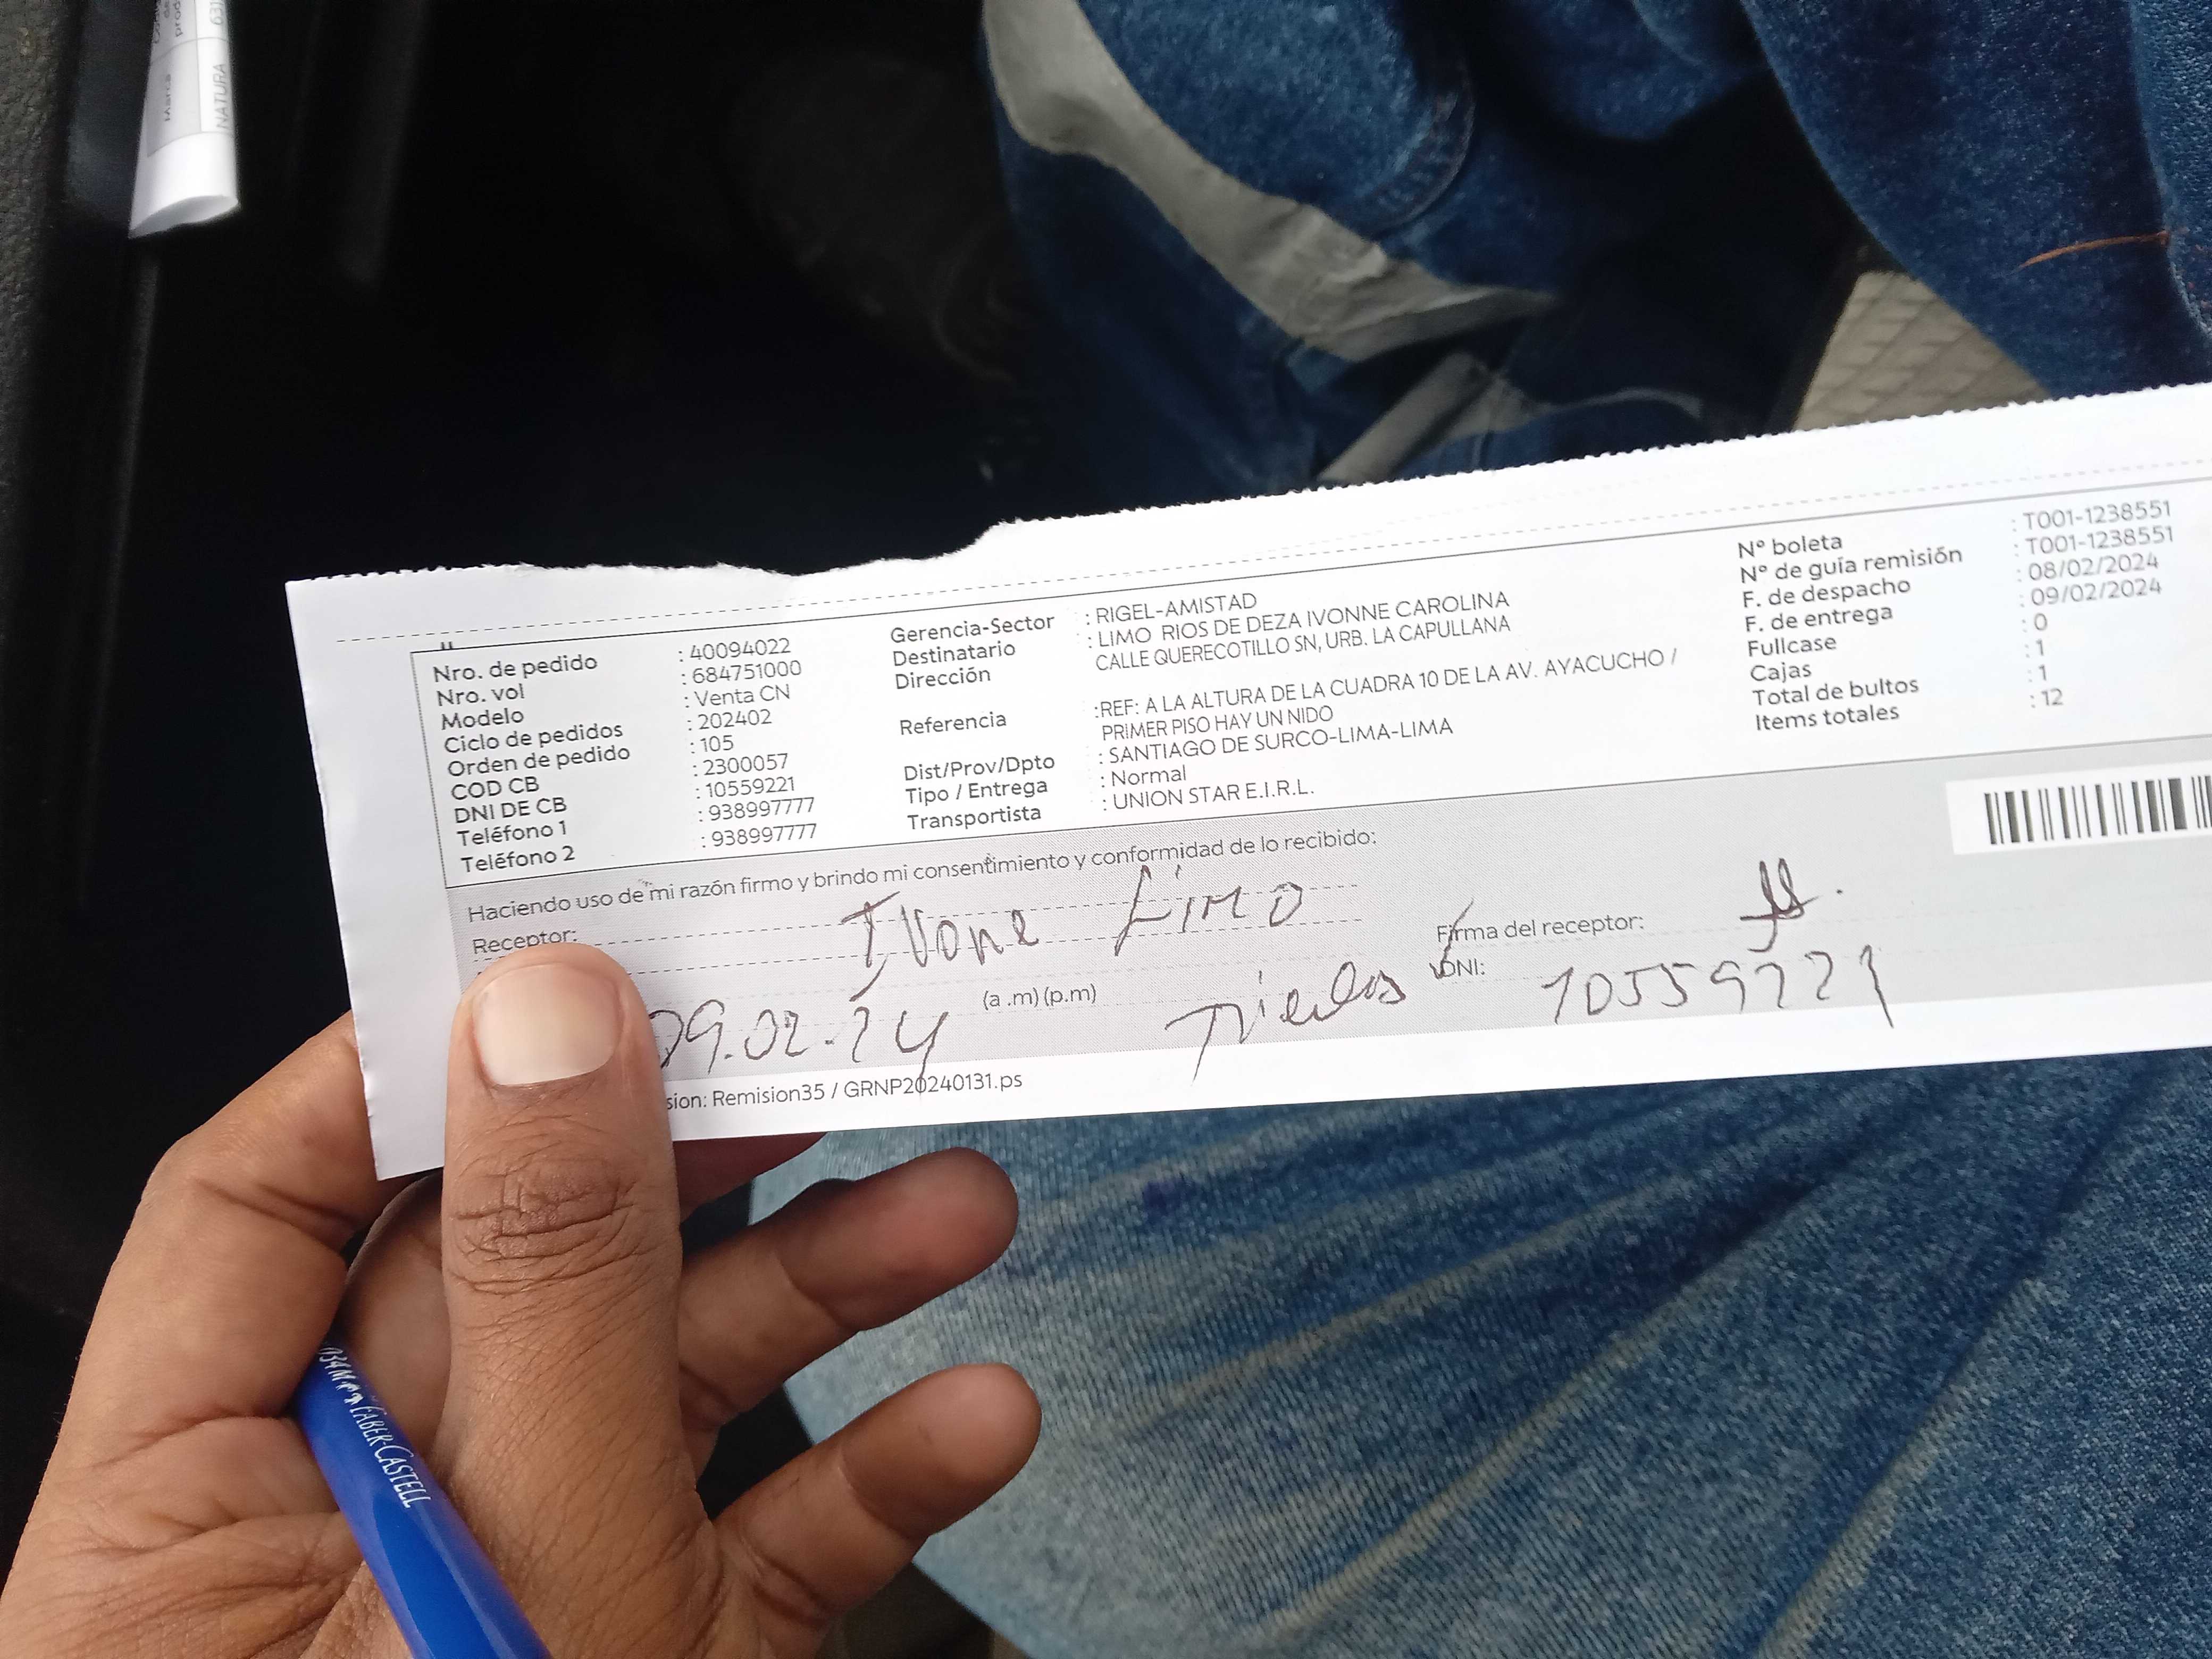 Marca
NATURA
Nro. de pedido : 40094022
Nro. vol : 684751000
Modelo : Venta CN
Ciclo de pedidos : 202402
Orden de pedido : 105
COD CB : 2300057
DNI DE CB : 10559221
Teléfono 1 : 938997777
Teléfono 2 : 938997777
Gerencia-Sector : RIGEL-AMISTAD
Destinatario : LIMO RIOS DE DEZA IVONNE CAROLINA
Dirección CALLE QUERECOTILLO SN, URB. LA CAPULLANA
Referencia :REF: A LA ALTURA DE LA CUADRA 10 DE LA AV. AYACUCHO /
PRIMER PISO HAY UN NIDO
Dist/Prov/Dpto : SANTIAGO DE SURCO-LIMA-LIMA
Tipo / Entrega : Normal
Transportista : UNION STAR E.I.R.L.
N° boleta : T001-1238551
N° de guía remisión : T001-1238551
F. de despacho : 08/02/2024
F. de entrega : 09/02/2024
Fullcase : 0
Cajas : 1
Total de bultos : 1
Items totales : 12
Haciendo uso de mi razón firmo y brindo mi consentimiento y conformidad de lo recibido:
Receptor: Ivone Limo
Firma del receptor:
09.02.24 (a .m) (p.m)
DNI: 10559221
sion: Remision35 / GRNP20240131.ps
FABER-CASTELL